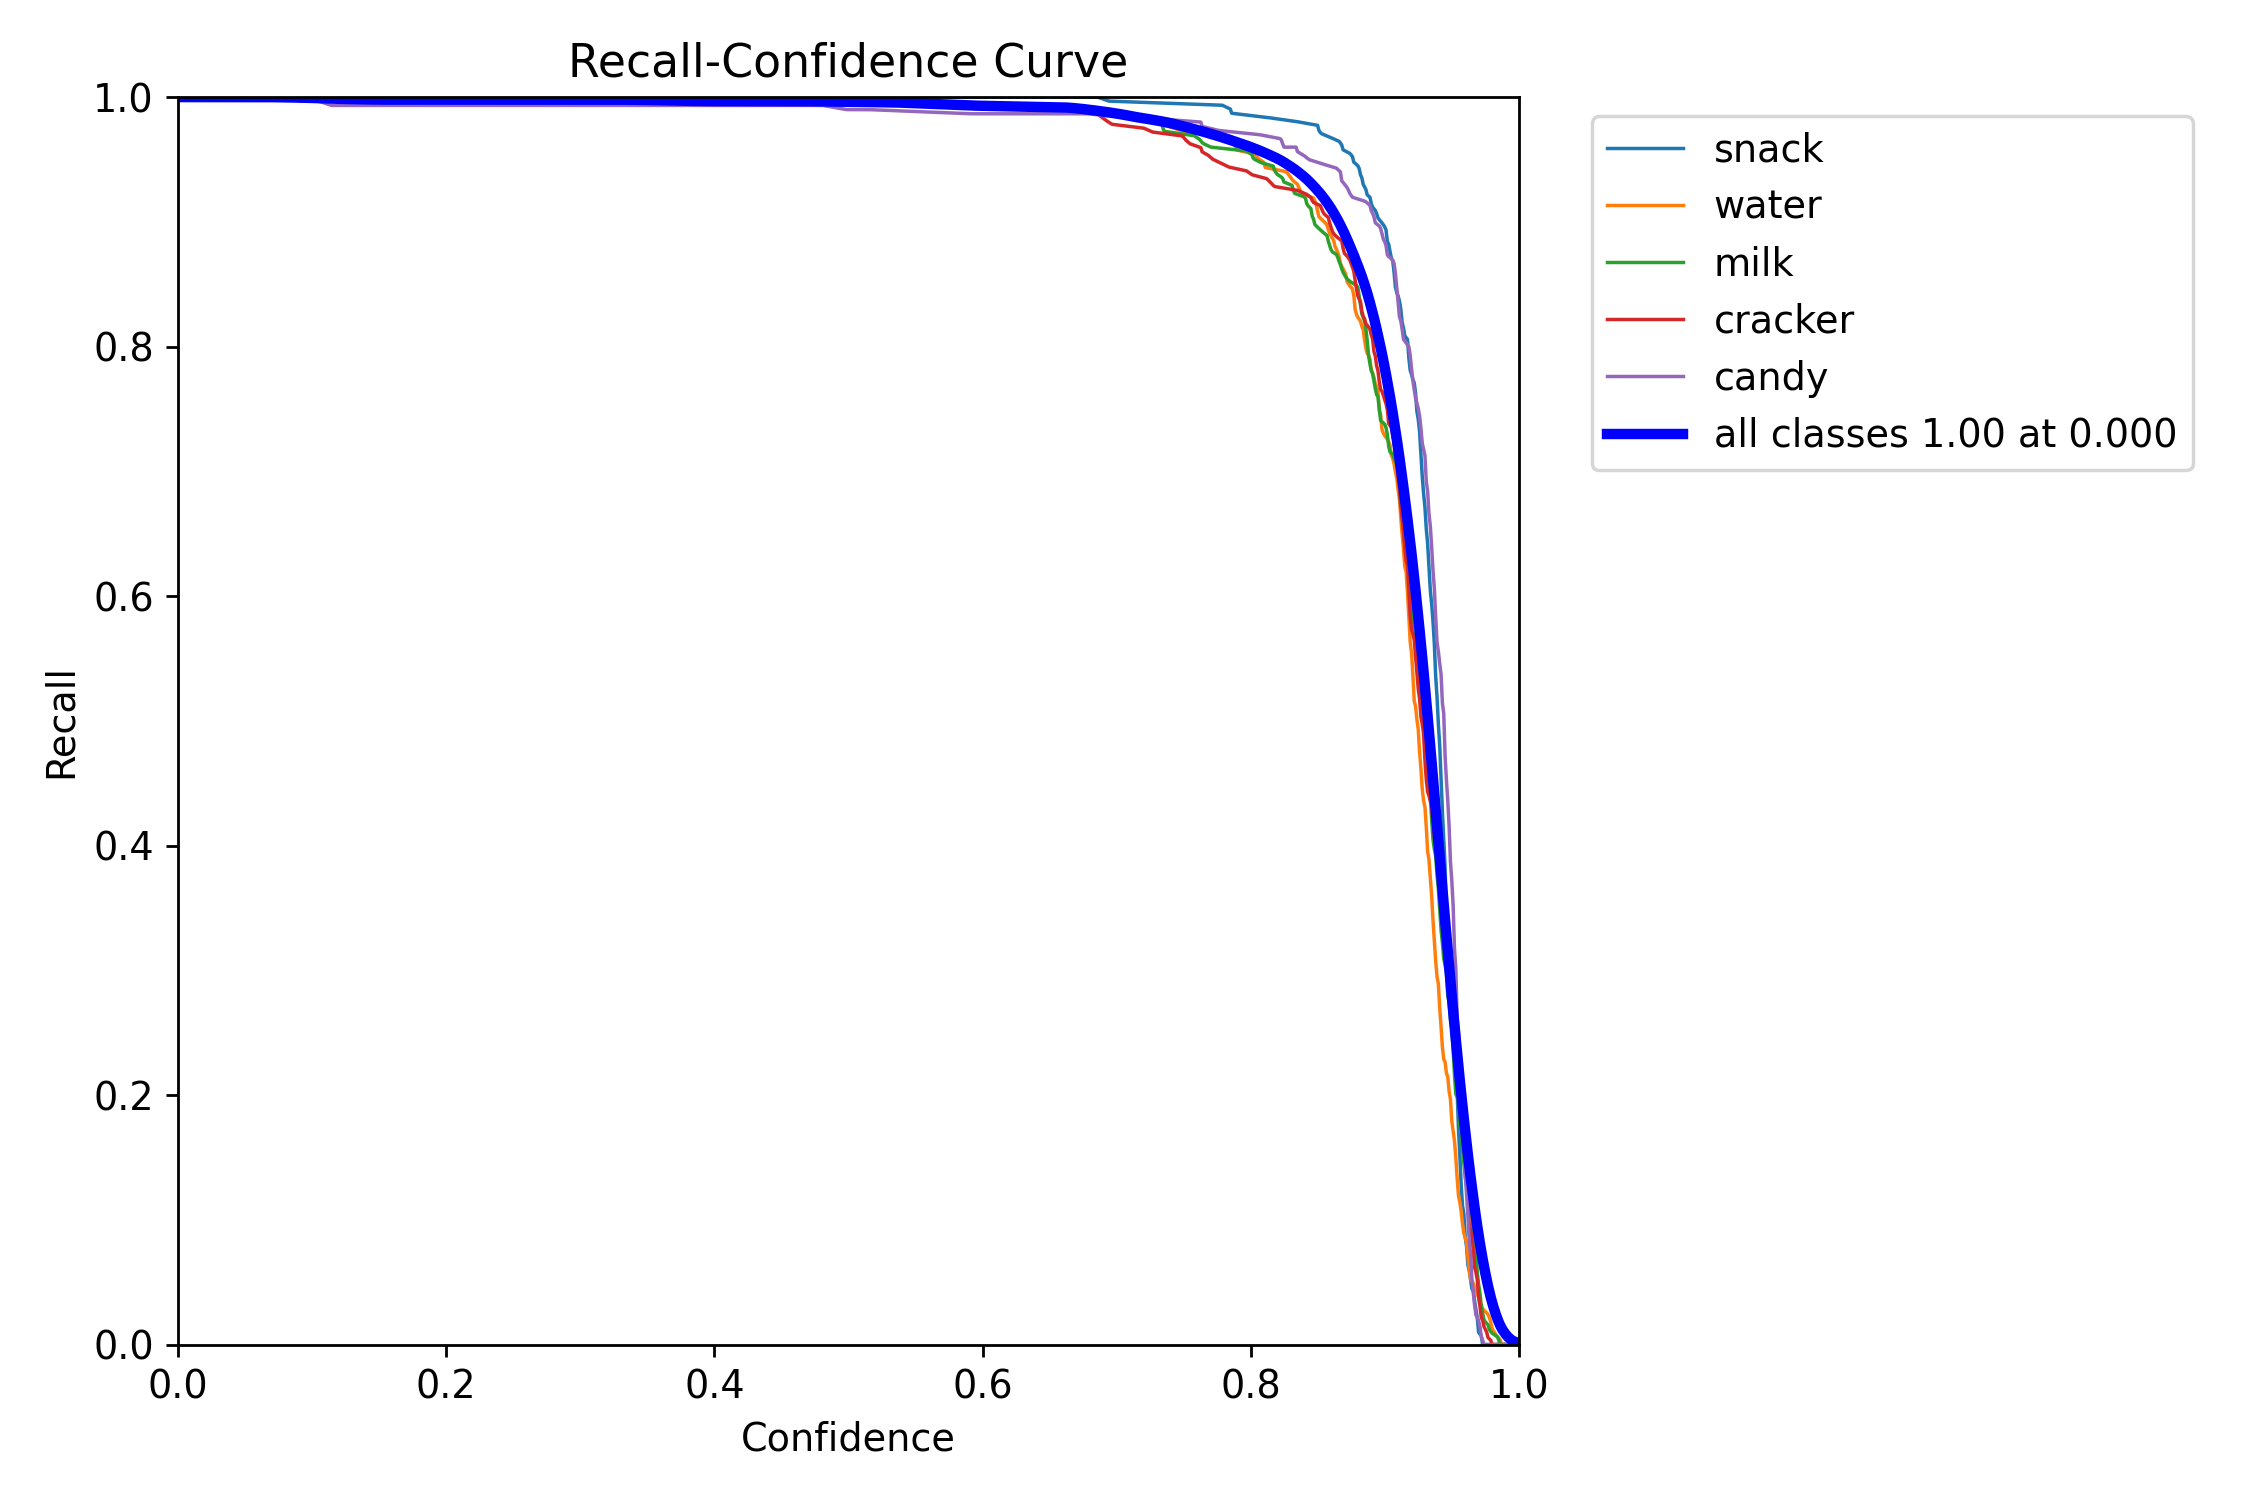 Recall-Confidence Curve
1.0
0.8
0.6
0.4
0.2
0.0
Recall
0.0 0.2 0.4 0.6 0.8 1.0
Confidence
snack
water
milk
cracker
candy
all classes 1.00 at 0.000